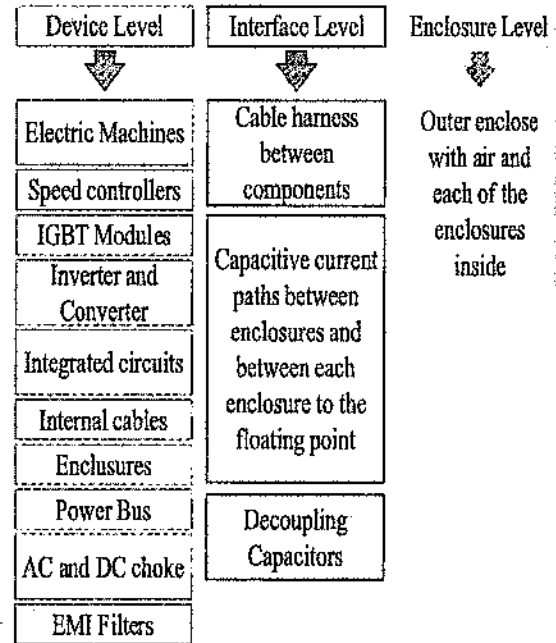 Device Level
Electric Machines
Speed controllers
IGBT Modules
Inverter and
Converter
Integrated circuits
Internal cables
Enclusures
Power Bus
AC and DC choke
EMI Filters
Interface Level
Cable harness
between
components
Capacitive current
paths between
enclosures and
between each
enclosure to the
floating point
Decoupling
Capacitors
Enclosure Level
Outer enclose
with air and
each of the
enclosures
inside